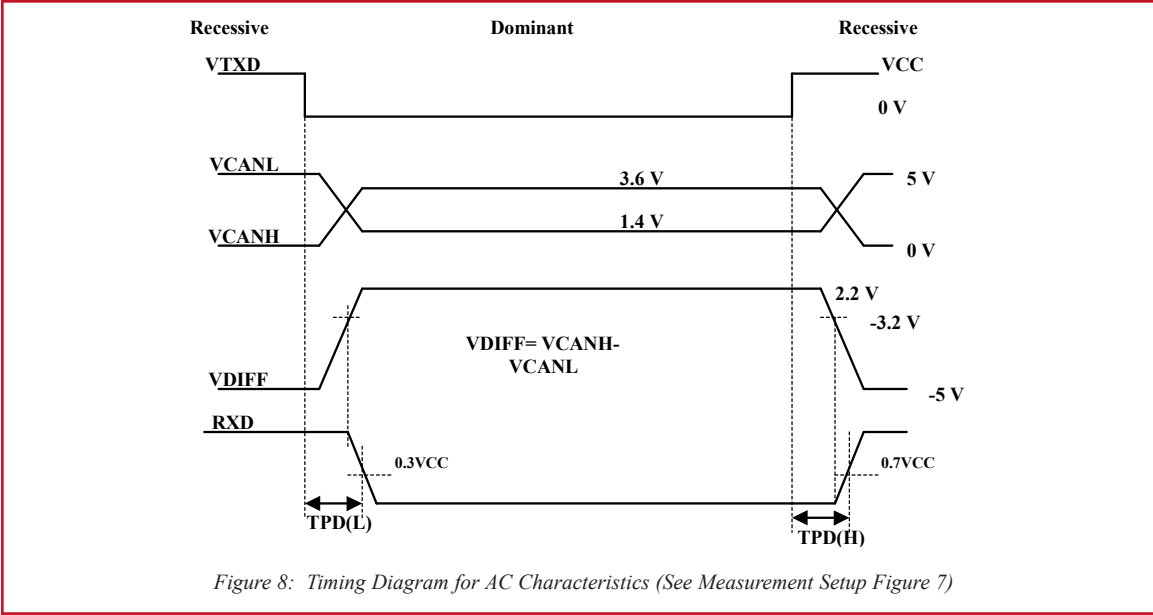 Recessive Dominant Recessive
VTXD VCC
0 V
VCANL 3.6 V 5 V
1.4 V
VCANH 0 V
2.2 V
-3.2 V
VDIFF= VCANH-
VCANL
VDIFF -5 V
RXD
0.3VCC 0.7VCC
TPD(L) TPD(H)
Figure 8: Timing Diagram for AC Characteristics (See Measurement Setup Figure 7)